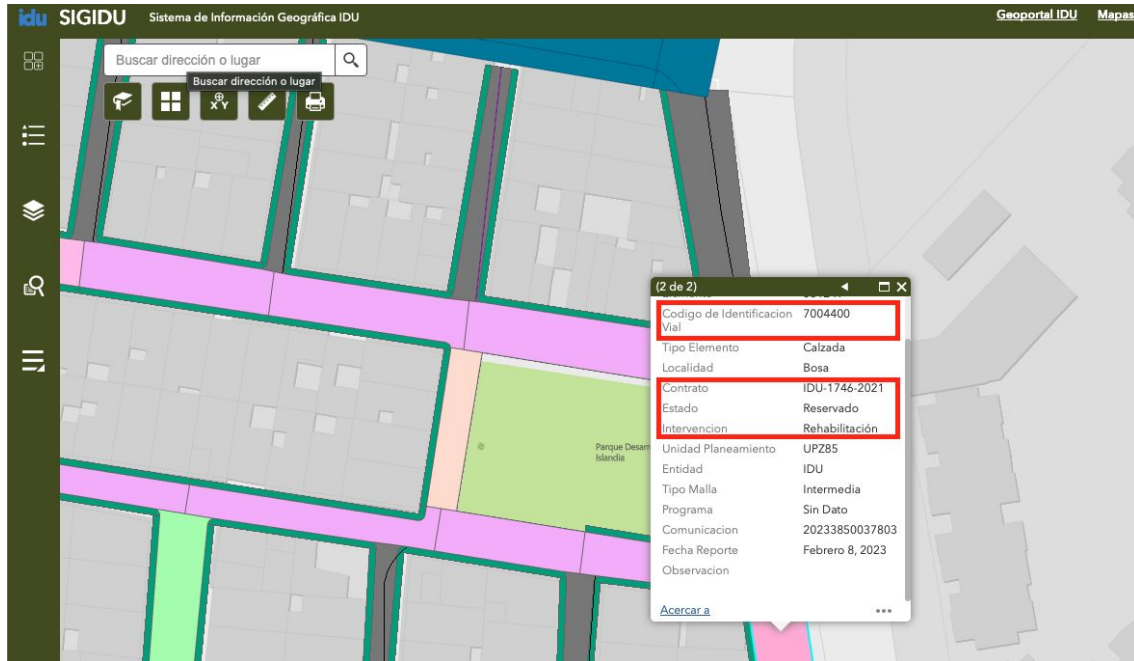 idu SIGIDU Sistema de Información Geográfica IDU Geoportal IDU Mapas
Buscar dirección o lugar
Buscar dirección o lugar
X Y
(2 de 2)
Codigo de Identificacion 7004400
Vial
Tipo Elemento Calzada
Localidad Bosa
Contrato IDU-1746-2021
Estado Reservado
Intervencion Rehabilitación
Unidad Planeamiento UPZ85
Entidad IDU
Tipo Malla Intermedia
Programa Sin Dato
Comunicacion 20233850037803
Fecha Reporte Febrero 8, 2023
Observacion
Acercar a
Parque Desarr
Islandia